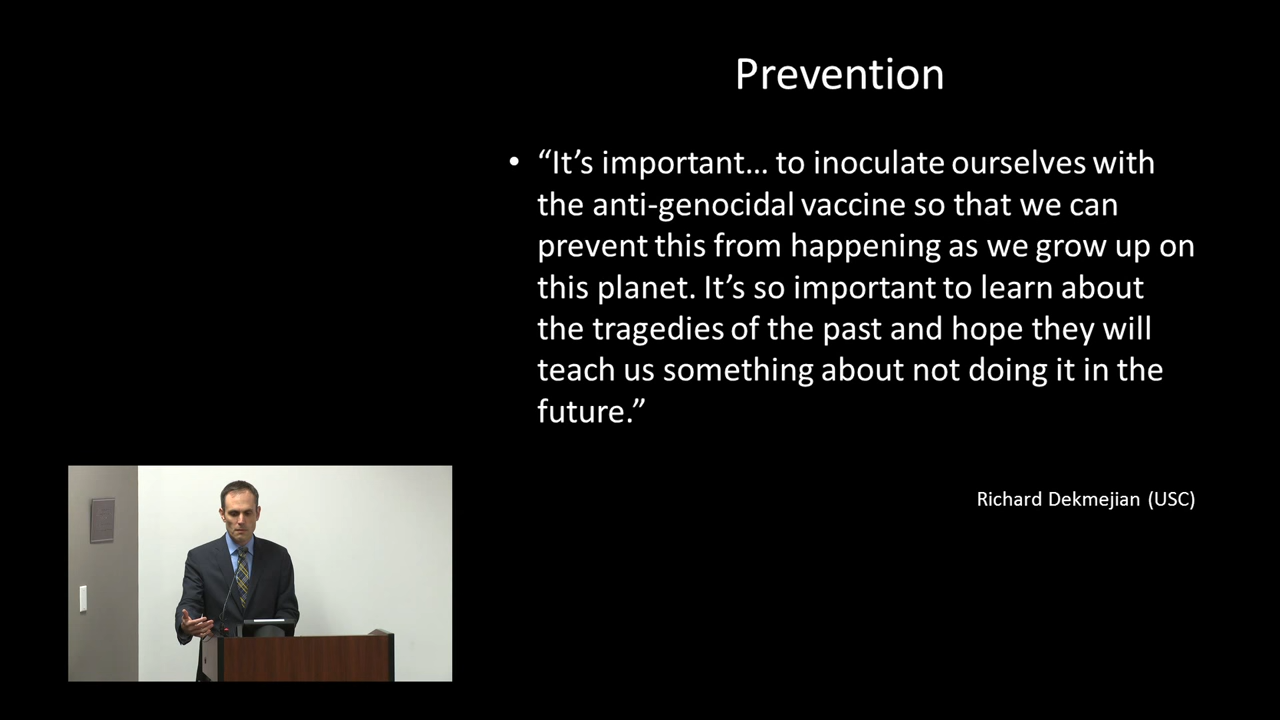 Prevention
• “It’s important… to inoculate ourselves with
the anti-genocidal vaccine so that we can
prevent this from happening as we grow up on
this planet. It’s so important to learn about
the tragedies of the past and hope they will
teach us something about not doing it in the
future.”
Richard Dekmejian (USC)